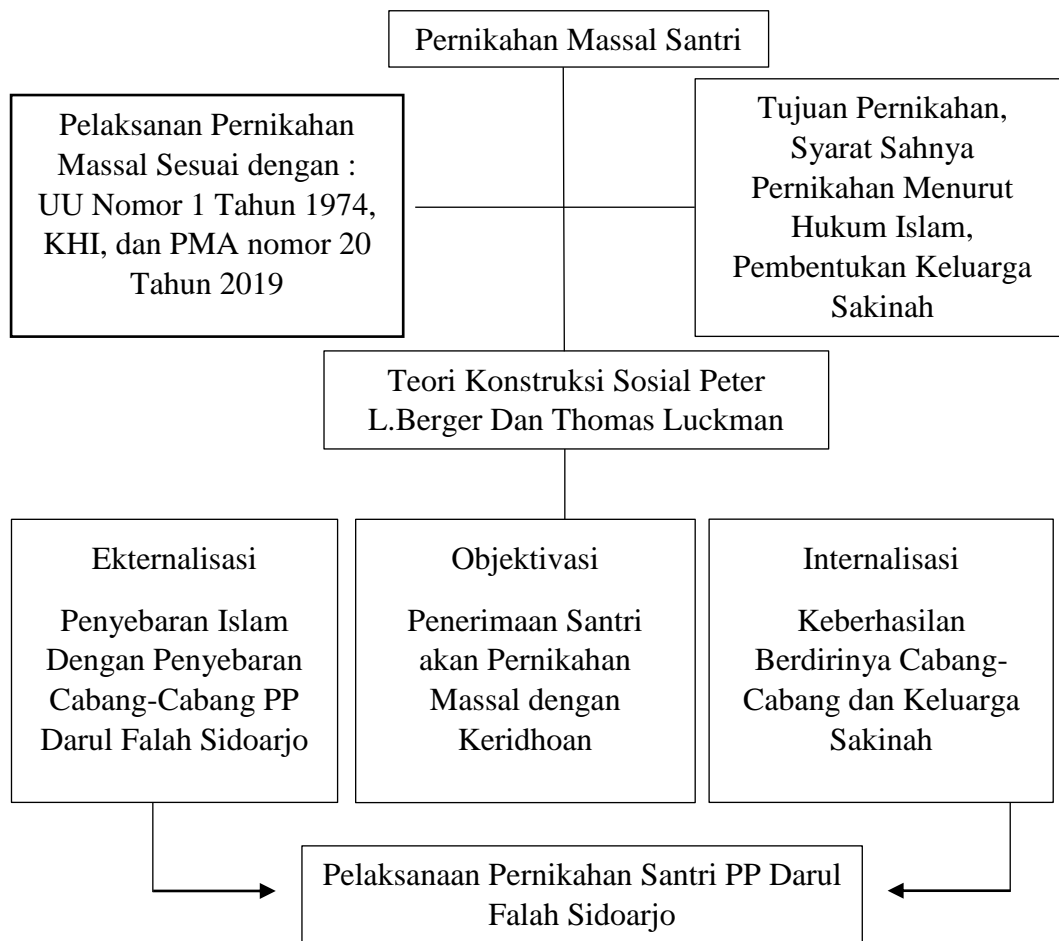 Pernikahan Massal Santri
Pelaksanan Pernikahan
Massal Sesuai dengan :
UU Nomor 1 Tahun 1974,
KHI, dan PMA nomor 20
Tahun 2019
Tujuan Pernikahan,
Syarat Sahnya
Pernikahan Menurut
Hukum Islam,
Pembentukan Keluarga
Sakinah
Teori Konstruksi Sosial Peter
L.Berger Dan Thomas Luckman
Ekternalisasi
Penyebaran Islam
Dengan Penyebaran
Cabang-Cabang PP
Darul Falah Sidoarjo
Objektivasi
Penerimaan Santri
akan Pernikahan
Massal dengan
Keridhoan
Internalisasi
Keberhasilan
Berdirinya Cabang-
Cabang dan Keluarga
Sakinah
Pelaksanaan Pernikahan Santri PP Darul
Falah Sidoarjo